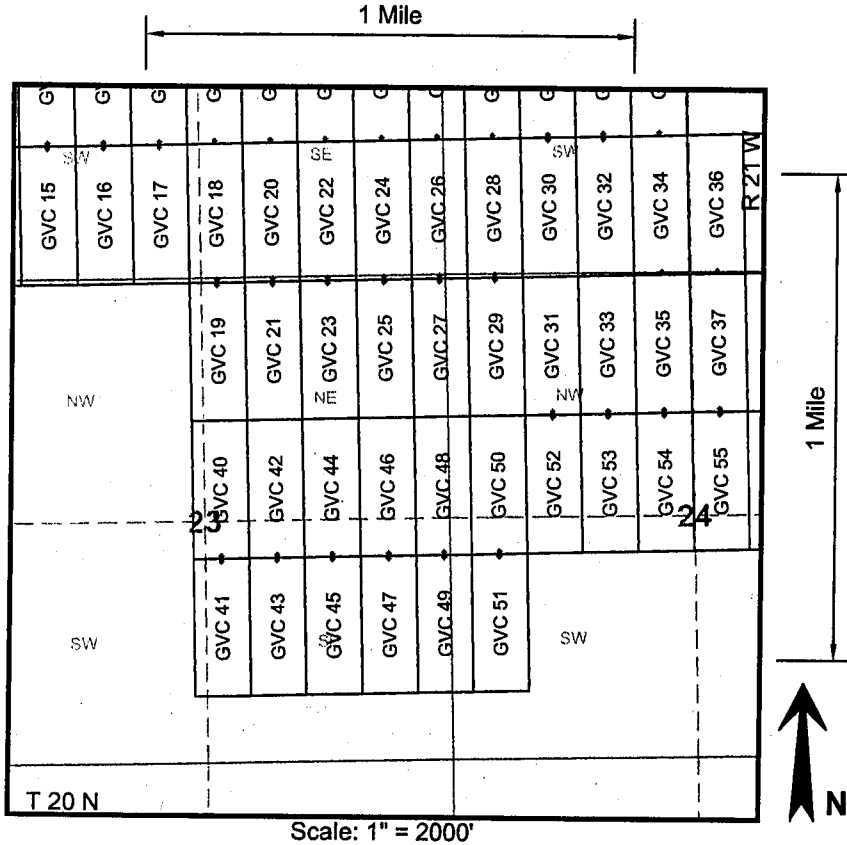 1 Mile
G G G G G G G G G G G G
SW SE SW
R 21 W
GVC 15 GVC 16 GVC 17 GVC 18 GVC 20 GVC 22 GVC 24 GVC 26 GVC 28 GVC 30 GVC 32 GVC 34 GVC 36
GVC 19 GVC 21 GVC 23 GVC 25 GVC 27 GVC 29 GVC 31 GVC 33 GVC 35 GVC 37
NW NE NW
1 Mile
GVC 40 GVC 42 GVC 44 GVC 46 GVC 48 GVC 50 GVC 52 GVC 53 GVC 54 GVC 55
23 24
GVC 41 GVC 43 GVC 45 GVC 47 GVC 49 GVC 51
SW SW
T 20 N
N
Scale: 1" = 2000'